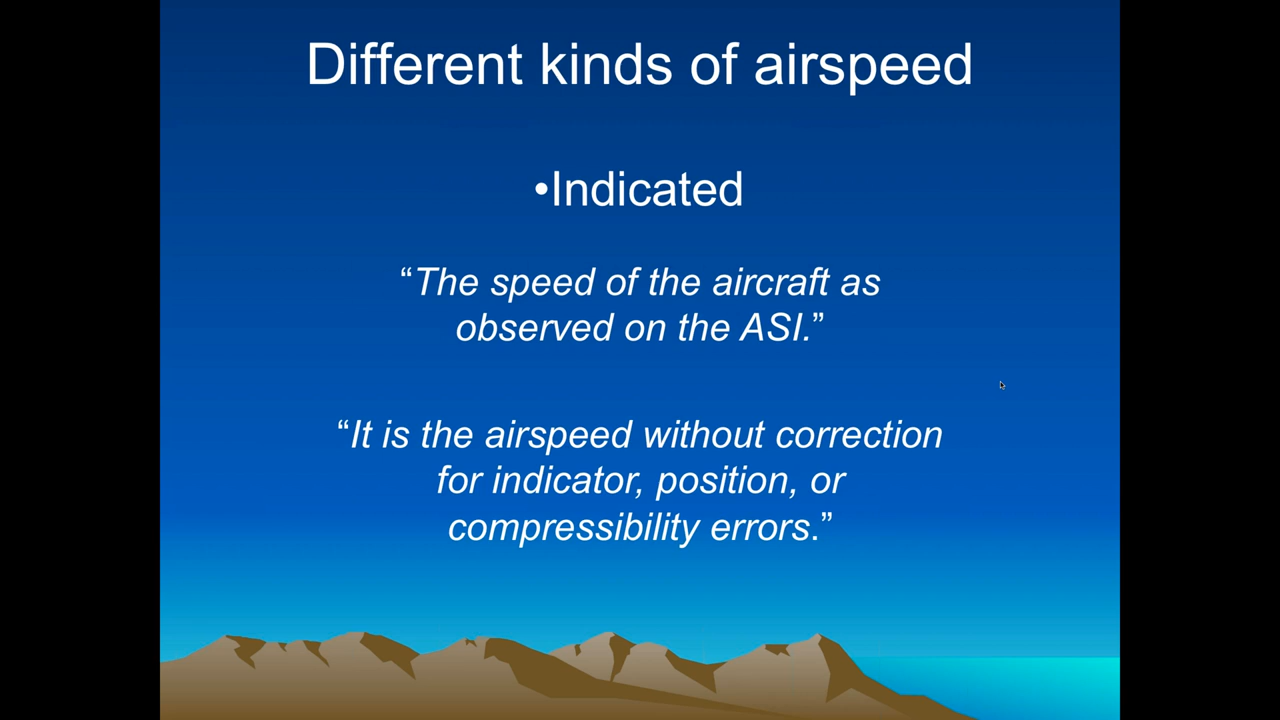 Different kinds of airspeed
•Indicated
“The speed of the aircraft as
observed on the ASI.”
“It is the airspeed without correction
for indicator, position, or
compressibility errors.”